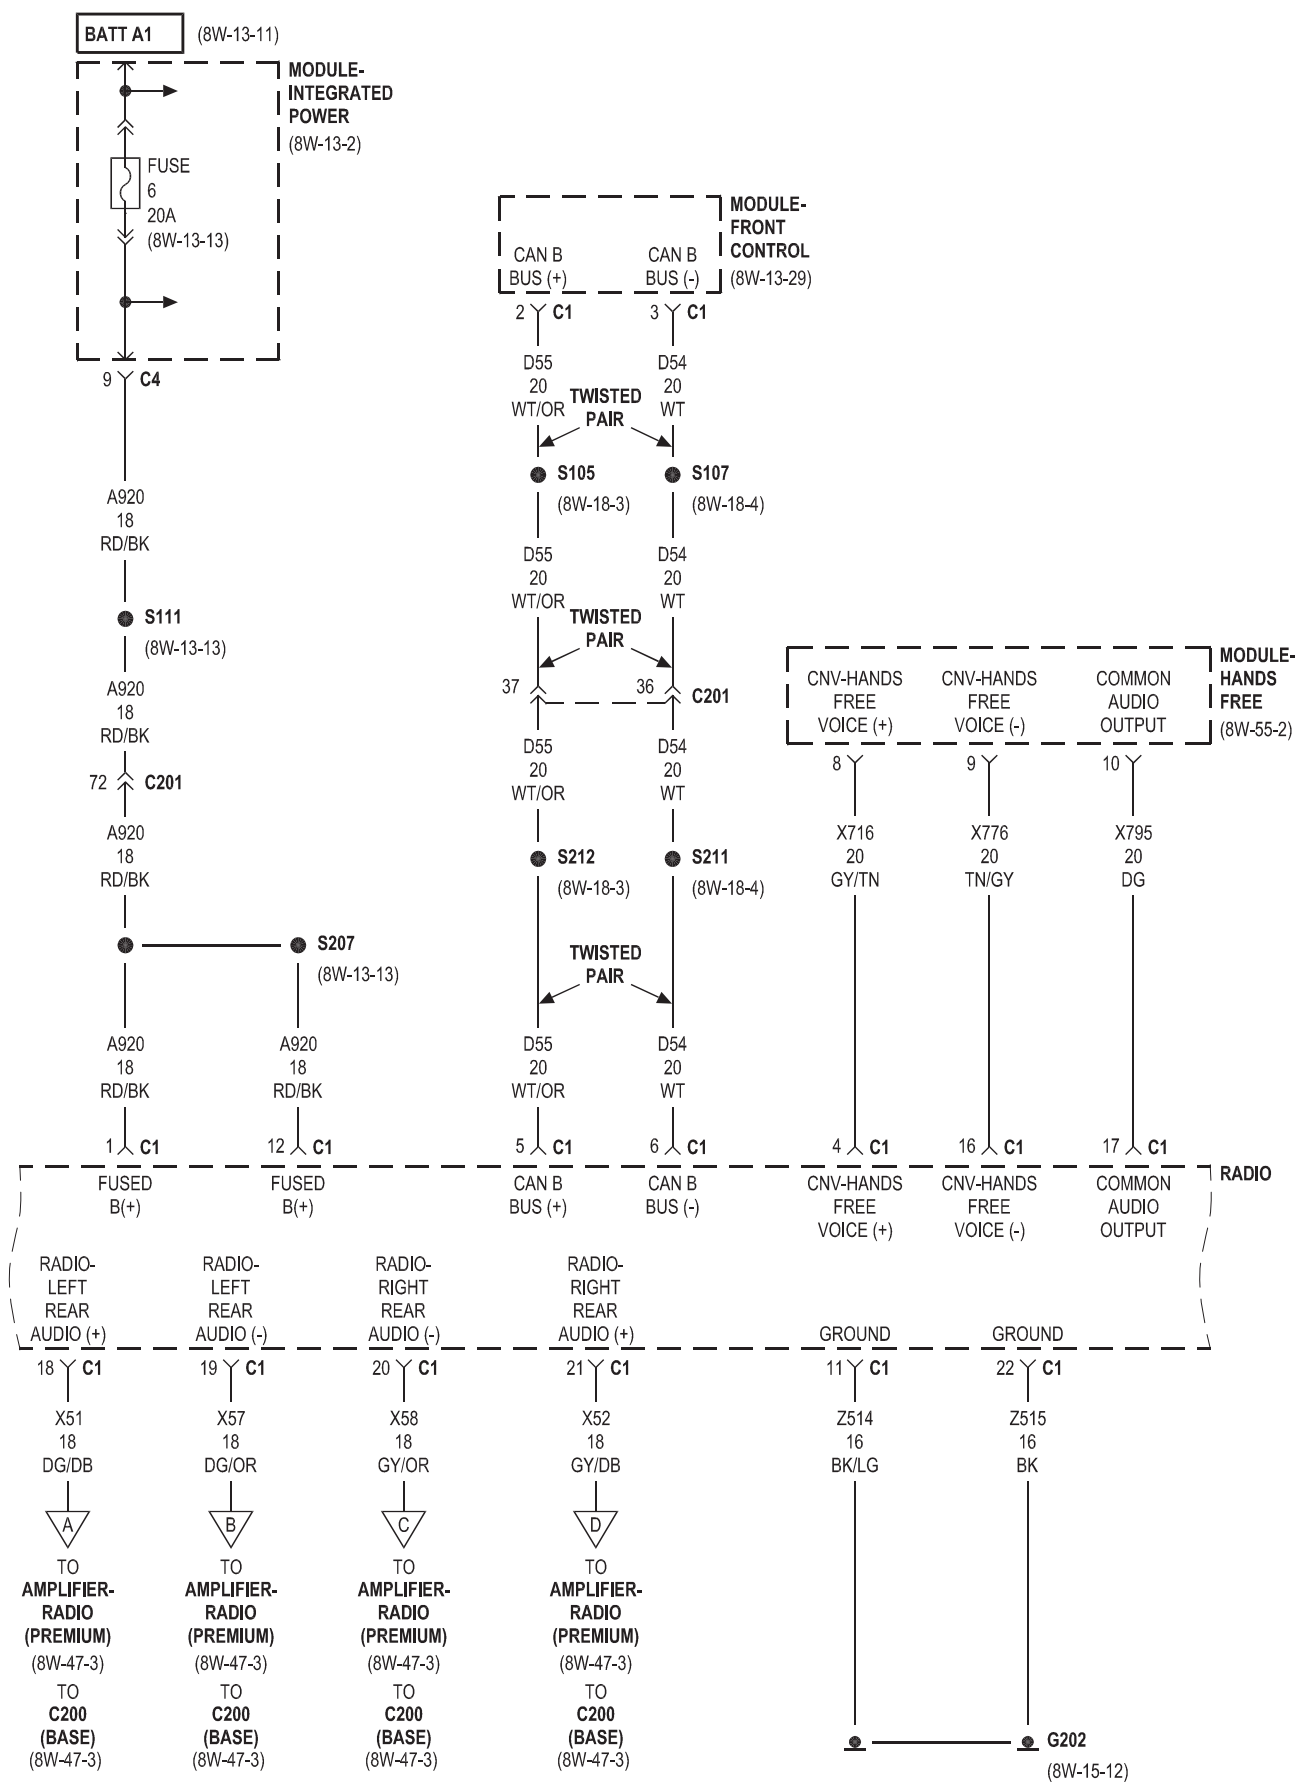 BATT A1 (8W-13-11)
MODULE-
INTEGRATED
POWER
(8W-13-2)
FUSE
6
20A
(8W-13-13)
9 C4
A920
18
RD/BK
S111
(8W-13-13)
A920
18
RD/BK
72 C201
A920
18
RD/BK
S207
(8W-13-13)
A920
18
RD/BK
A920
18
RD/BK
1 C1
12 C1
MODULE-
FRONT
CONTROL
(8W-13-29)
CAN B
BUS (+)
CAN B
BUS (-)
2 C1
3 C1
D55
20
WT/OR
D54
20
WT
TWISTED
PAIR
S105
(8W-18-3)
S107
(8W-18-4)
D55
20
WT/OR
D54
20
WT
TWISTED
PAIR
37
36
C201
D55
20
WT/OR
D54
20
WT
S212
(8W-18-3)
S211
(8W-18-4)
TWISTED
PAIR
D55
20
WT/OR
D54
20
WT
5 C1
6 C1
MODULE-
HANDS
FREE
(8W-55-2)
CNV-HANDS
FREE
VOICE (+)
CNV-HANDS
FREE
VOICE (-)
COMMON
AUDIO
OUTPUT
8
9
10
X716
20
GY/TN
X776
20
TN/GY
X795
20
DG
4 C1
16 C1
17 C1
RADIO
FUSED
B(+)
FUSED
B(+)
CAN B
BUS (+)
CAN B
BUS (-)
CNV-HANDS
FREE
VOICE (+)
CNV-HANDS
FREE
VOICE (-)
COMMON
AUDIO
OUTPUT
RADIO-
LEFT
REAR
AUDIO (+)
RADIO-
LEFT
REAR
AUDIO (-)
RADIO-
RIGHT
REAR
AUDIO (-)
RADIO-
RIGHT
REAR
AUDIO (+)
GROUND
GROUND
18 C1
19 C1
20 C1
21 C1
11 C1
22 C1
X51
18
DG/DB
X57
18
DG/OR
X58
18
GY/OR
X52
18
GY/DB
Z514
16
BK/LG
Z515
16
BK
A
B
C
D
TO
AMPLIFIER-
RADIO
(PREMIUM)
(8W-47-3)
TO
C200
(BASE)
(8W-47-3)
TO
AMPLIFIER-
RADIO
(PREMIUM)
(8W-47-3)
TO
C200
(BASE)
(8W-47-3)
TO
AMPLIFIER-
RADIO
(PREMIUM)
(8W-47-3)
TO
C200
(BASE)
(8W-47-3)
TO
AMPLIFIER-
RADIO
(PREMIUM)
(8W-47-3)
TO
C200
(BASE)
(8W-47-3)
G202
(8W-15-12)